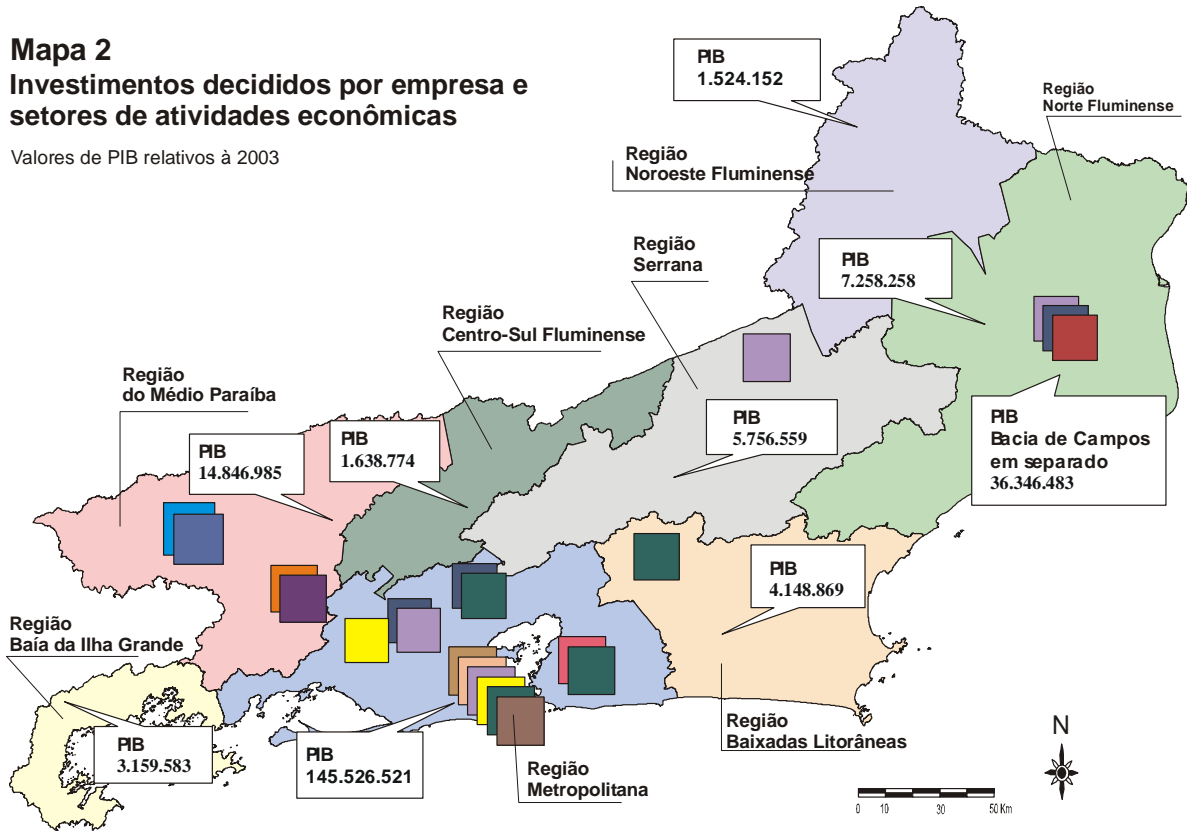 Mapa 2
Investimentos decididos por empresa e
setores de atividades econômicas
Valores de PIB relativos à 2003
PIB
1.524.152
Região
Norte Fluminense
Região
Noroeste Fluminense
Região
Serrana
PIB
7.258.258
Região
Centro-Sul Fluminense
Região
do Médio Paraíba
PIB
14.846.985
PIB
1.638.774
PIB
5.756.559
PIB
Bacia de Campos
em separado
36.346.483
PIB
4.148.869
Região
Baía da Ilha Grande
PIB
3.159.583
PIB
145.526.521
Região
Metropolitana
Região
Baixadas Litorâneas
N
0 10 30 50 Km